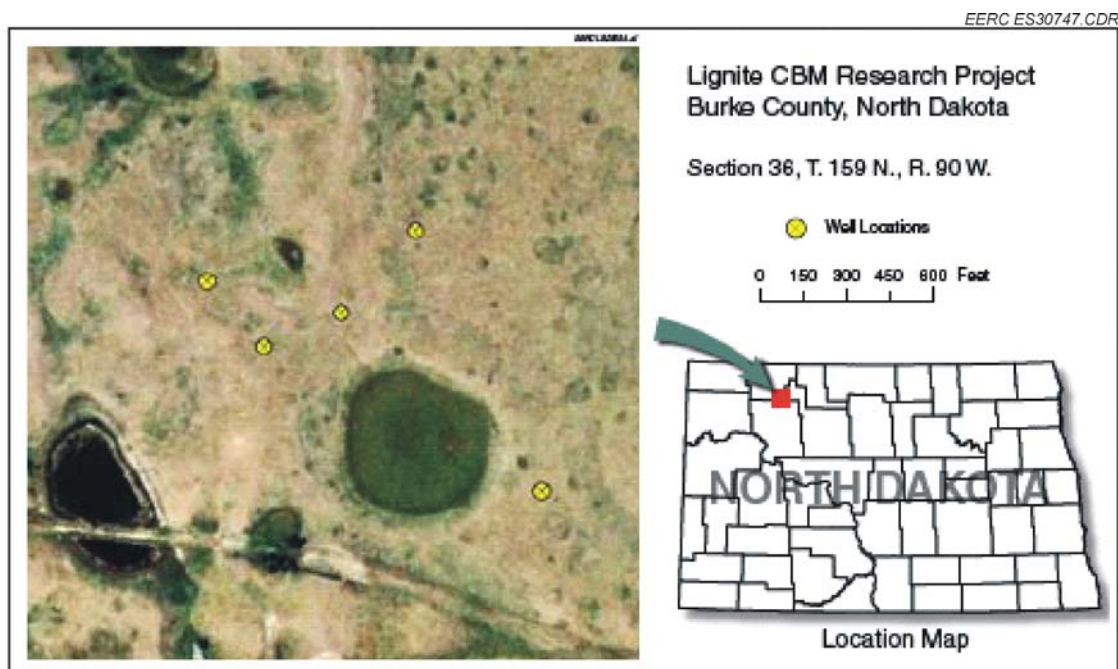 EERC ES30747.CDR
Lignite CBM Research Project
Burke County, North Dakota
Section 36, T. 159 N., R. 90 W.
Well Locations
0 150 300 450 600 Feet
NORTH DAKOTA
Location Map